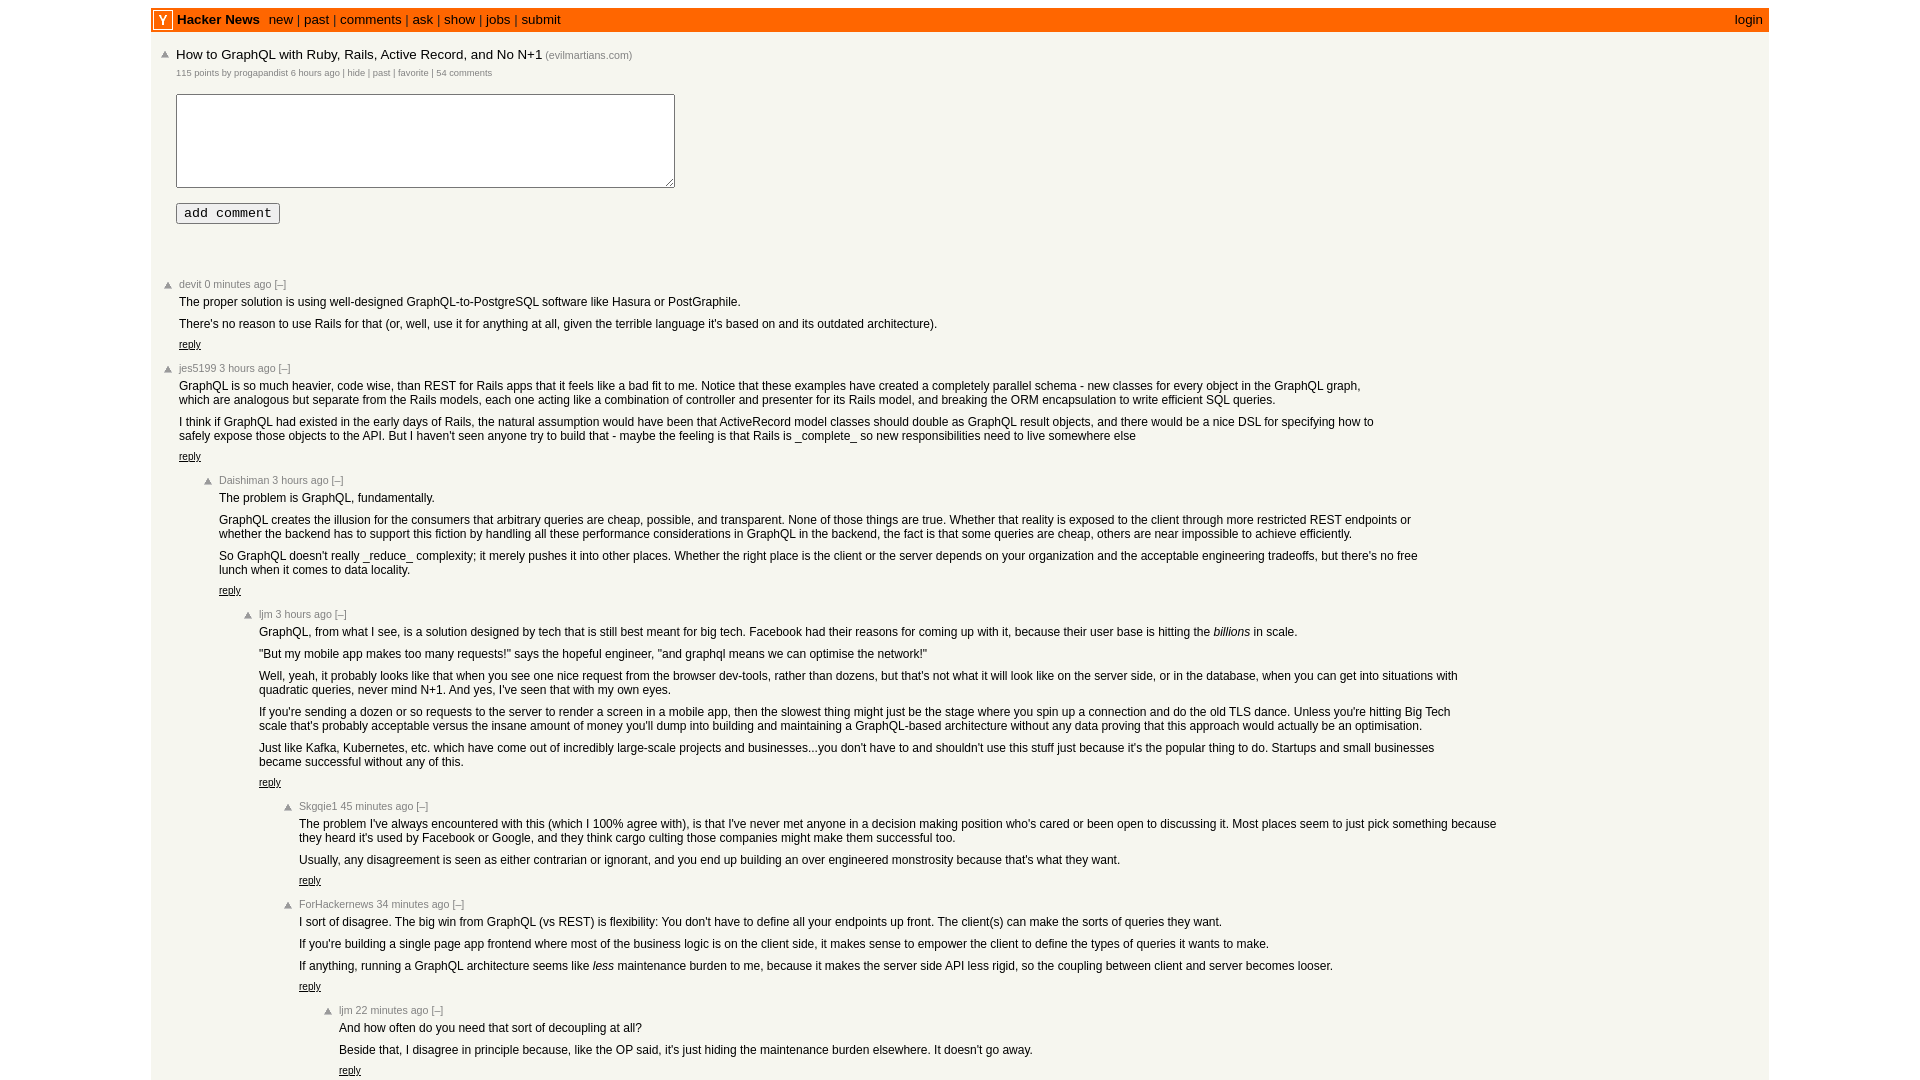 Y Hacker News new | past | comments | ask | show | jobs | submit login
How to GraphQL with Ruby, Rails, Active Record, and No N+1 (evilmartians.com)
115 points by progapandist 6 hours ago | hide | past | favorite | 54 comments
add comment
devit 0 minutes ago [–]
The proper solution is using well-designed GraphQL-to-PostgreSQL software like Hasura or PostGraphile.
There's no reason to use Rails for that (or, well, use it for anything at all, given the terrible language it's based on and its outdated architecture).
reply
jes5199 3 hours ago [–]
GraphQL is so much heavier, code wise, than REST for Rails apps that it feels like a bad fit to me. Notice that these examples have created a completely parallel schema - new classes for every object in the GraphQL graph,
which are analogous but separate from the Rails models, each one acting like a combination of controller and presenter for its Rails model, and breaking the ORM encapsulation to write efficient SQL queries.
I think if GraphQL had existed in the early days of Rails, the natural assumption would have been that ActiveRecord model classes should double as GraphQL result objects, and there would be a nice DSL for specifying how to
safely expose those objects to the API. But I haven't seen anyone try to build that - maybe the feeling is that Rails is _complete_ so new responsibilities need to live somewhere else
reply
Daishiman 3 hours ago [–]
The problem is GraphQL, fundamentally.
GraphQL creates the illusion for the consumers that arbitrary queries are cheap, possible, and transparent. None of those things are true. Whether that reality is exposed to the client through more restricted REST endpoints or
whether the backend has to support this fiction by handling all these performance considerations in GraphQL in the backend, the fact is that some queries are cheap, others are near impossible to achieve efficiently.
So GraphQL doesn't really _reduce_ complexity; it merely pushes it into other places. Whether the right place is the client or the server depends on your organization and the acceptable engineering tradeoffs, but there's no free
lunch when it comes to data locality.
reply
ljm 3 hours ago [–]
GraphQL, from what I see, is a solution designed by tech that is still best meant for big tech. Facebook had their reasons for coming up with it, because their user base is hitting the billions in scale.
"But my mobile app makes too many requests!" says the hopeful engineer, "and graphql means we can optimise the network!"
Well, yeah, it probably looks like that when you see one nice request from the browser dev-tools, rather than dozens, but that's not what it will look like on the server side, or in the database, when you can get into situations with
quadratic queries, never mind N+1. And yes, I've seen that with my own eyes.
If you're sending a dozen or so requests to the server to render a screen in a mobile app, then the slowest thing might just be the stage where you spin up a connection and do the old TLS dance. Unless you're hitting Big Tech
scale that's probably acceptable versus the insane amount of money you'll dump into building and maintaining a GraphQL-based architecture without any data proving that this approach would actually be an optimisation.
Just like Kafka, Kubernetes, etc. which have come out of incredibly large-scale projects and businesses...you don't have to and shouldn't use this stuff just because it's the popular thing to do. Startups and small businesses
became successful without any of this.
reply
Skgqie1 45 minutes ago [–]
The problem I've always encountered with this (which I 100% agree with), is that I've never met anyone in a decision making position who's cared or been open to discussing it. Most places seem to just pick something because
they heard it's used by Facebook or Google, and they think cargo culting those companies might make them successful too.
Usually, any disagreement is seen as either contrarian or ignorant, and you end up building an over engineered monstrosity because that's what they want.
reply
ForHackernews 34 minutes ago [–]
I sort of disagree. The big win from GraphQL (vs REST) is flexibility: You don't have to define all your endpoints up front. The client(s) can make the sorts of queries they want.
If you're building a single page app frontend where most of the business logic is on the client side, it makes sense to empower the client to define the types of queries it wants to make.
If anything, running a GraphQL architecture seems like less maintenance burden to me, because it makes the server side API less rigid, so the coupling between client and server becomes looser.
reply
ljm 22 minutes ago [–]
And how often do you need that sort of decoupling at all?
Beside that, I disagree in principle because, like the OP said, it's just hiding the maintenance burden elsewhere. It doesn't go away.
reply